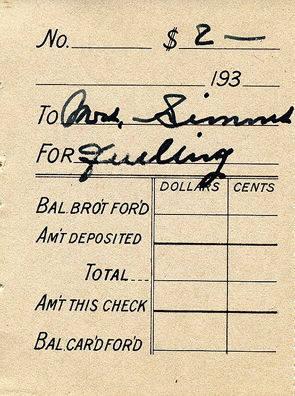 No. $ 2 —
193
To Mrs. Simms
FOR
DOLLARS CENTS
BAL. BRO'T FOR'D
AM'T DEPOSITED
TOTAL
AM'T THIS CHECK
BAL. CAR'D FOR'D